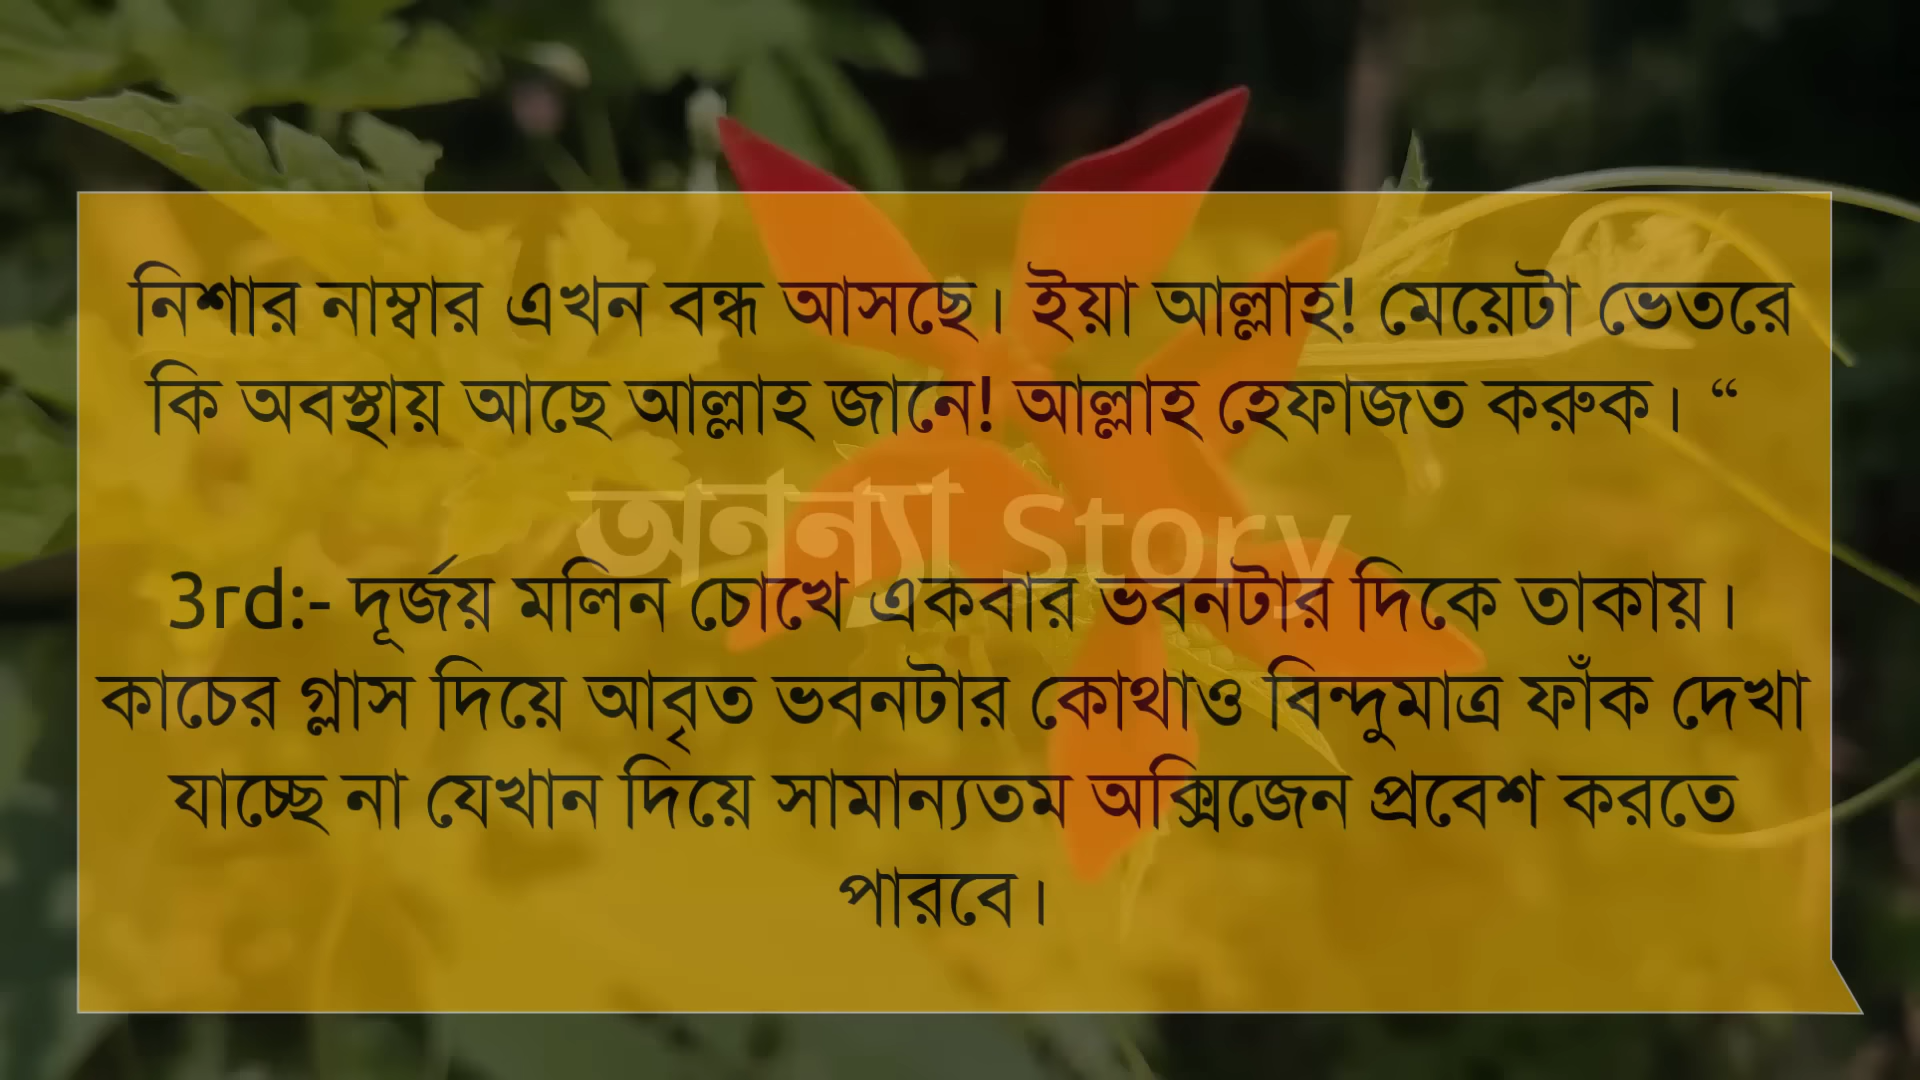 নিশার নাম্বার এখন বন্ধ আসছে। ইয়া আল্লাহ! মেয়েটা ভেতরে
কি অবস্থায় আছে আল্লাহ জানে! আল্লাহ হেফাজত করুক। “
অনন্যা Story
3rd:- দূর্জয় মলিন চোখে একবার ভবনটার দিকে তাকায়।
কাচের গ্লাস দিয়ে আবৃত ভবনটার কোথাও বিন্দুমাত্র ফাঁক দেখা
যাচ্ছে না যেখান দিয়ে সামান্যতম অক্সিজেন প্রবেশ করতে
পারবে।